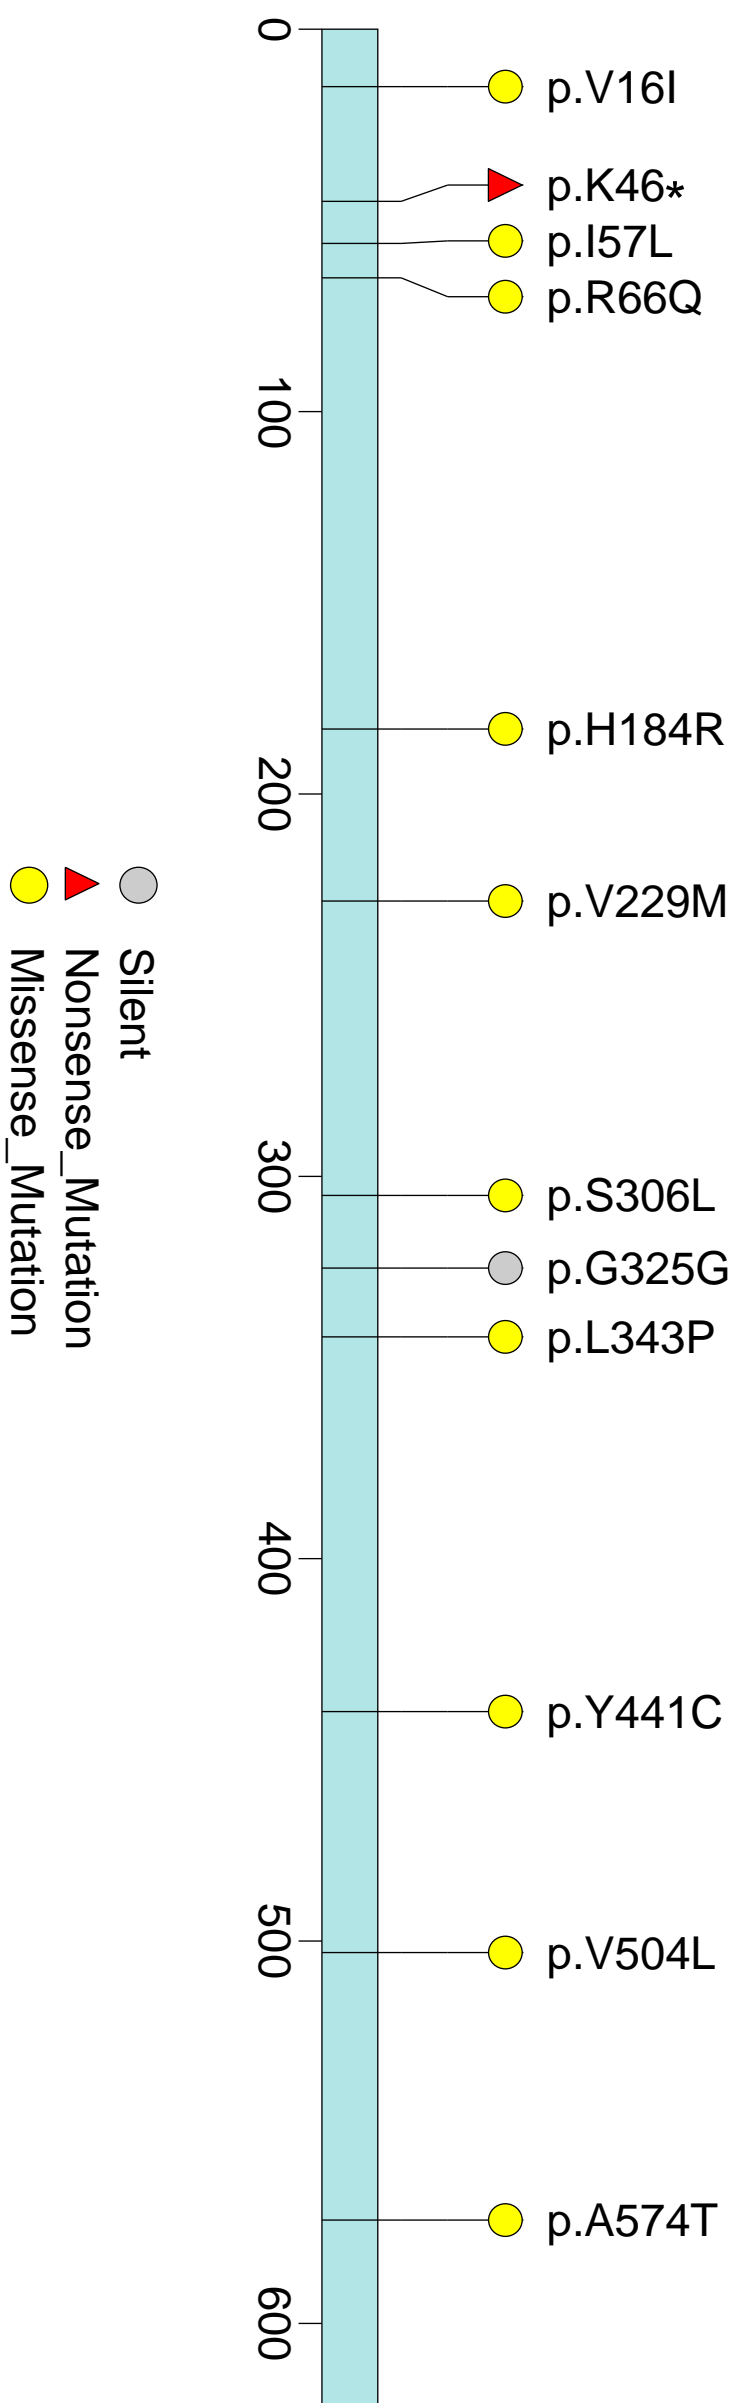 p.V16I
p.K46*
p.I57L
p.R66Q
p.H184R
p.V229M
p.S306L
p.G325G
p.L343P
p.Y441C
p.V504L
p.A574T
0
100
200
300
400
500
600
Silent
Nonsense_Mutation
Missense_Mutation